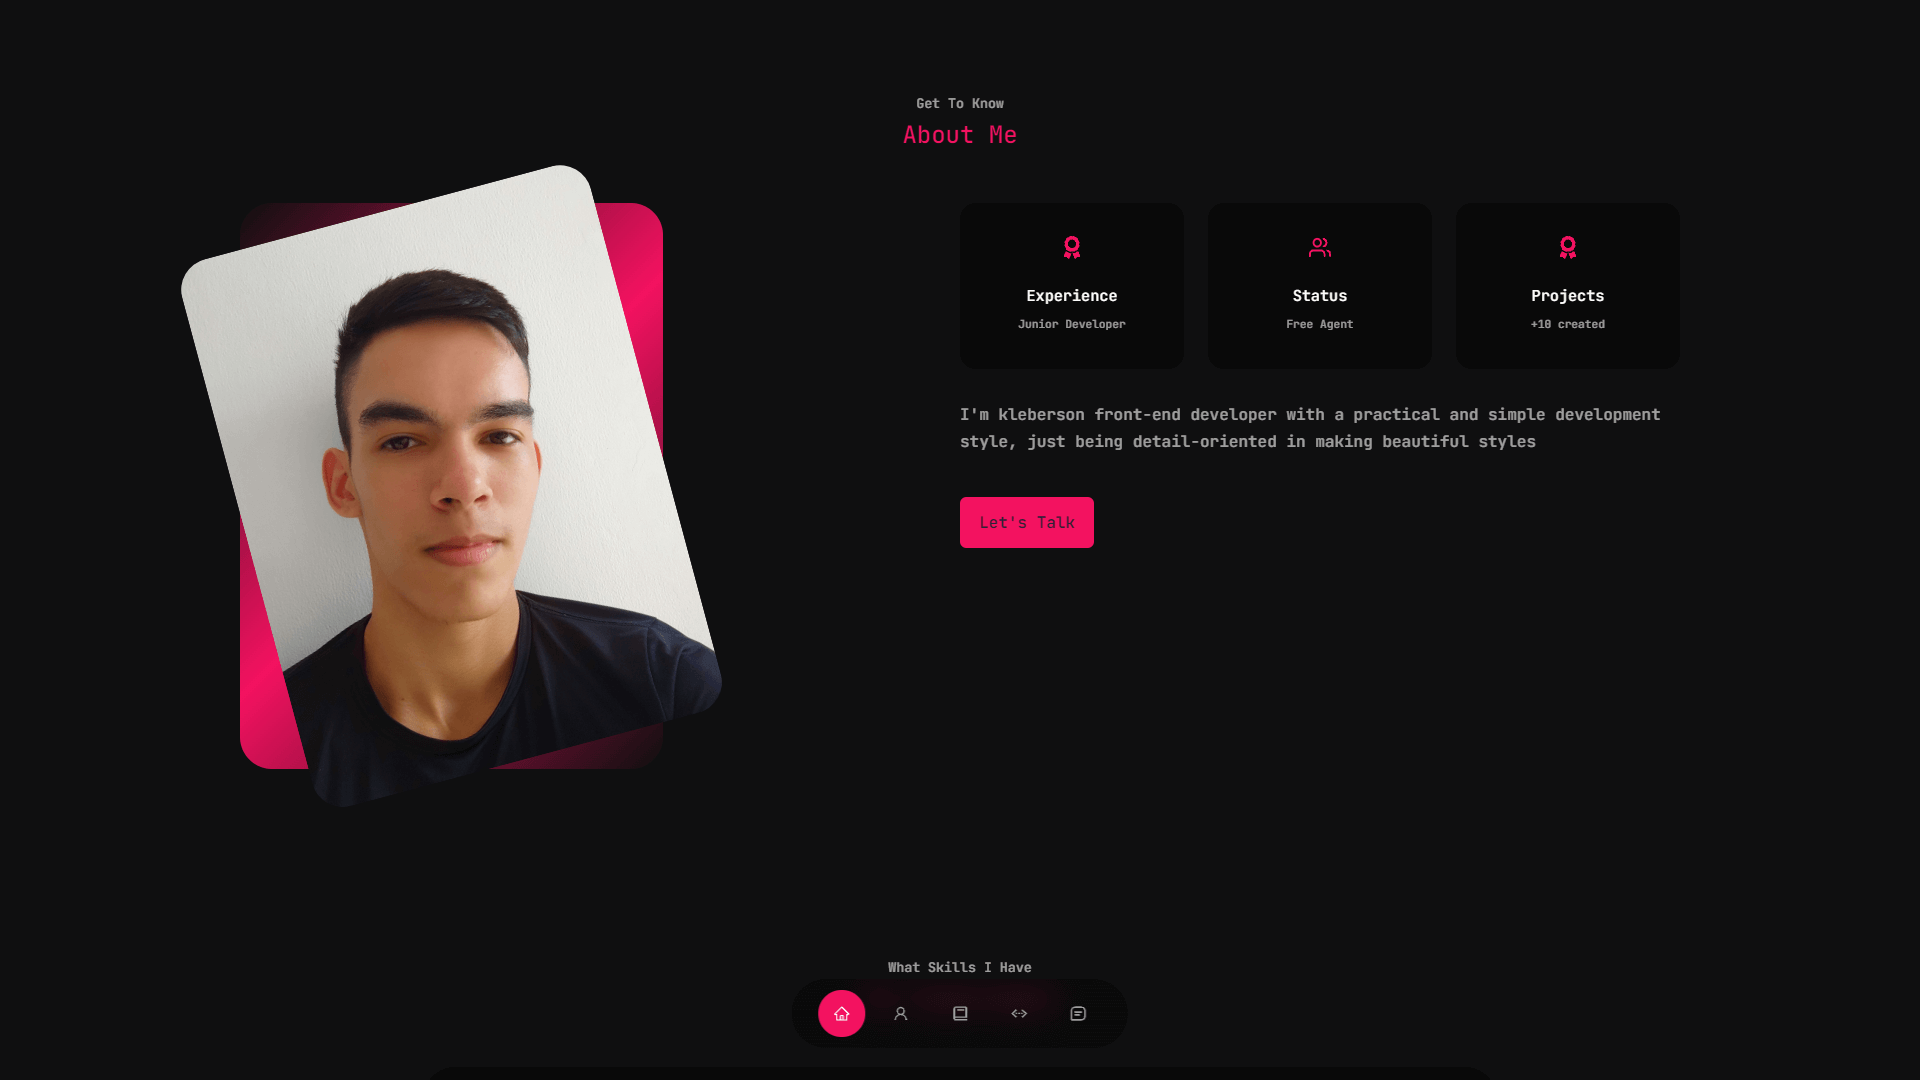 Get To Know
About Me
Experience
Junior Developer
Status
Free Agent
Projects
+10 created
I'm kleberson front-end developer with a practical and simple development
style, just being detail-oriented in making beautiful styles
Let's Talk
What Skills I Have